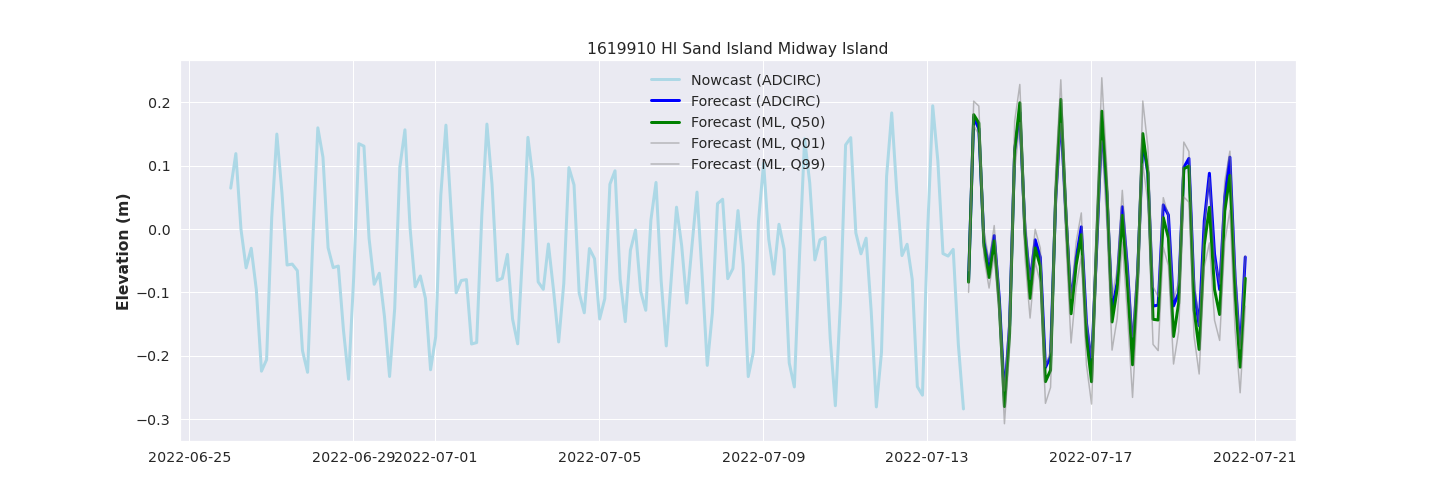 1619910 HI Sand Island Midway Island
Nowcast (ADCIRC)
Forecast (ADCIRC)
Forecast (ML, Q50)
Forecast (ML, Q01)
Forecast (ML, Q99)
Elevation (m)
0.2
0.1
0.0
−0.1
−0.2
−0.3
2022-06-25 2022-06-29 2022-07-01 2022-07-05 2022-07-09 2022-07-13 2022-07-17 2022-07-21